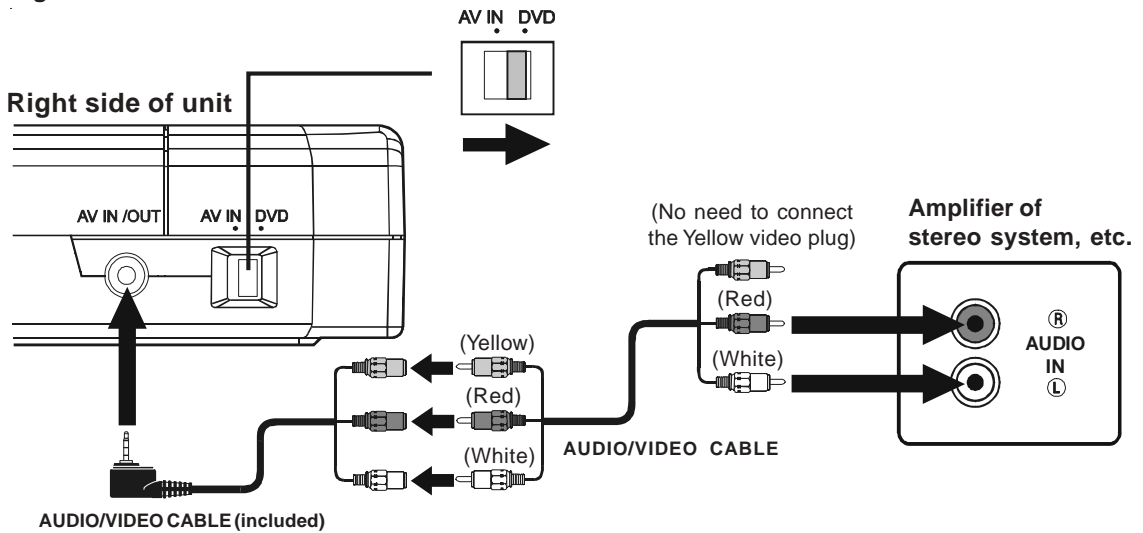 AV IN DVD
Right side of unit
AV IN /OUT
AV IN DVD
(No need to connect
the Yellow video plug)
Amplifier of
stereo system, etc.
(Red)
(White)
R
AUDIO
IN
L
(Yellow)
(Red)
(White)
AUDIO/VIDEO CABLE
AUDIO/VIDEO CABLE (included)